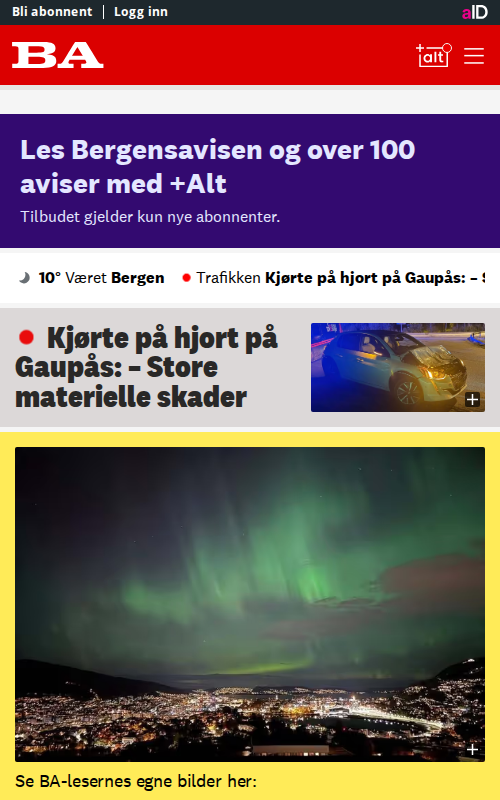 Bli abonnent | Logg inn
aID
BA
+alt
Les Bergensavisen og over 100
aviser med +Alt
Tilbudet gjelder kun nye abonnenter.
10° Været Bergen
Trafikken Kjørte på hjort på Gaupås: –
Kjørte på hjort på
Gaupås: – Store
materielle skader
Se BA-lesernes egne bilder her: